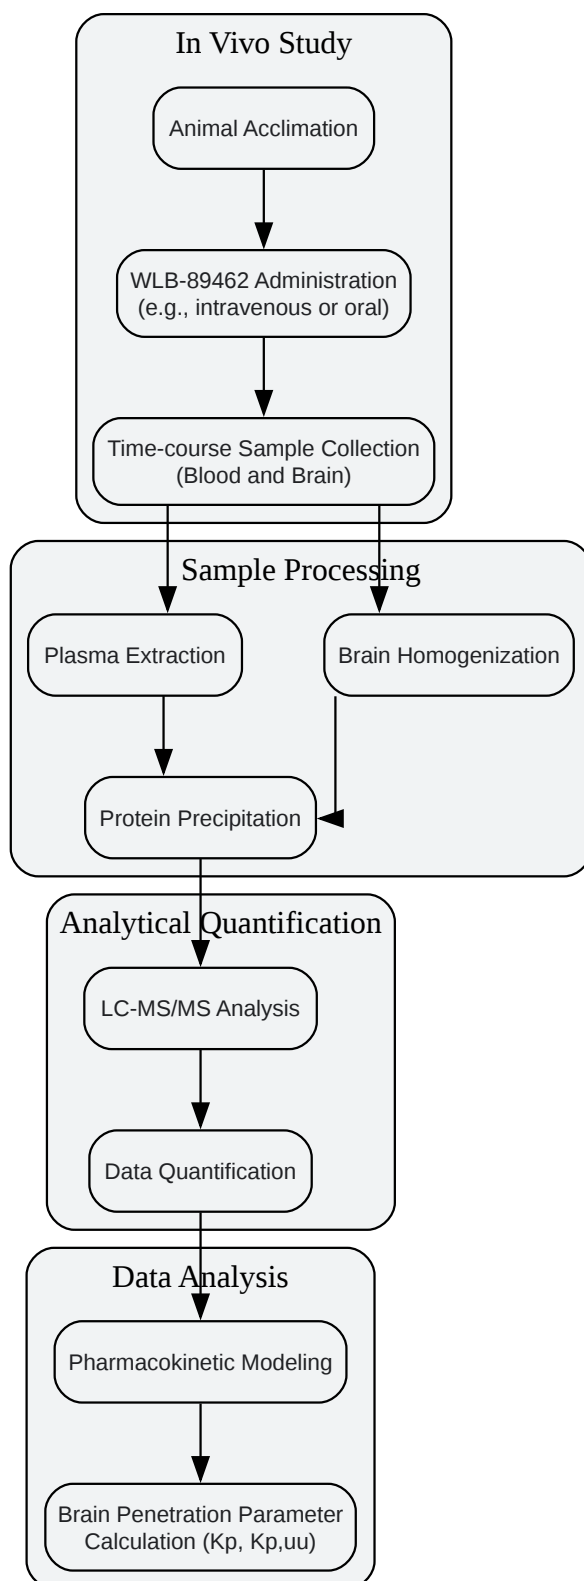 In Vivo Study
Animal Acclimation
WLB-89462 Administration
(e.g., intravenous or oral)
Time-course Sample Collection
(Blood and Brain)
Sample Processing
Plasma Extraction
Brain Homogenization
Protein Precipitation
Analytical Quantification
LC-MS/MS Analysis
Data Quantification
Data Analysis
Pharmacokinetic Modeling
Brain Penetration Parameter
Calculation (Kp, Kp,uu)